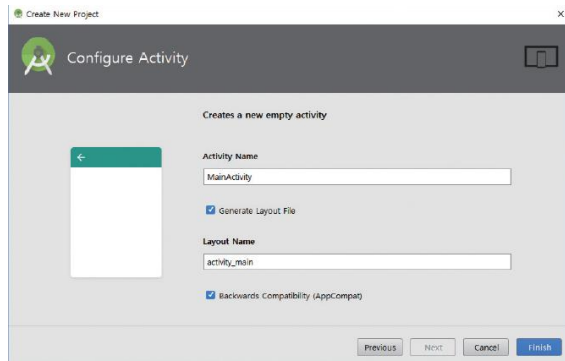 Create New Project
Configure Activity
Creates a new empty activity
Activity Name
MainActivity
Generate Layout File
Layout Name
activity_main
Backwards Compatibility (AppCompat)
Previous
Next
Cancel
Finish